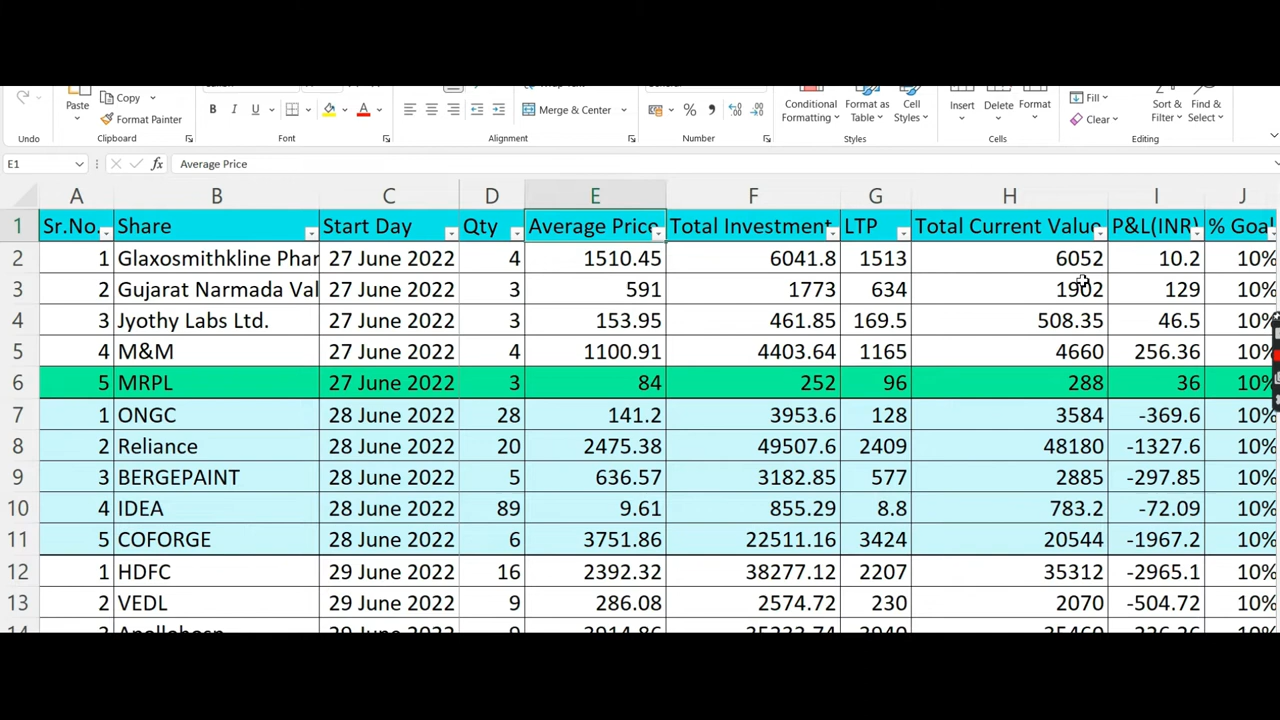 Paste Copy Fill
Format Painter B I U Merge & Center % Conditional Formatting Format as Table Cell Styles Insert Delete Format Clear Sort & Filter Find & Select
Undo Clipboard Font Alignment Number Styles Cells Editing
E1 fx Average Price
A B C D E F G H I J
1 Sr.No. Share Start Day Qty Average Price Total Investment LTP Total Current Value P&L(INR) % Goal
2 1 Glaxosmithkline Phar 27 June 2022 4 1510.45 6041.8 1513 6052 10.2 10%
3 2 Gujarat Narmada Val 27 June 2022 3 591 1773 634 1902 129 10%
4 3 Jyothy Labs Ltd. 27 June 2022 3 153.95 461.85 169.5 508.35 46.5 10%
5 4 M&M 27 June 2022 4 1100.91 4403.64 1165 4660 256.36 10%
6 5 MRPL 27 June 2022 3 84 252 96 288 36 10%
7 1 ONGC 28 June 2022 28 141.2 3953.6 128 3584 -369.6 10%
8 2 Reliance 28 June 2022 20 2475.38 49507.6 2409 48180 -1327.6 10%
9 3 BERGEPAINT 28 June 2022 5 636.57 3182.85 577 2885 -297.85 10%
10 4 IDEA 28 June 2022 89 9.61 855.29 8.8 783.2 -72.09 10%
11 5 COFORGE 28 June 2022 6 3751.86 22511.16 3424 20544 -1967.2 10%
12 1 HDFC 29 June 2022 16 2392.32 38277.12 2207 35312 -2965.1 10%
13 2 VEDL 29 June 2022 9 286.08 2574.72 230 2070 -504.72 10%